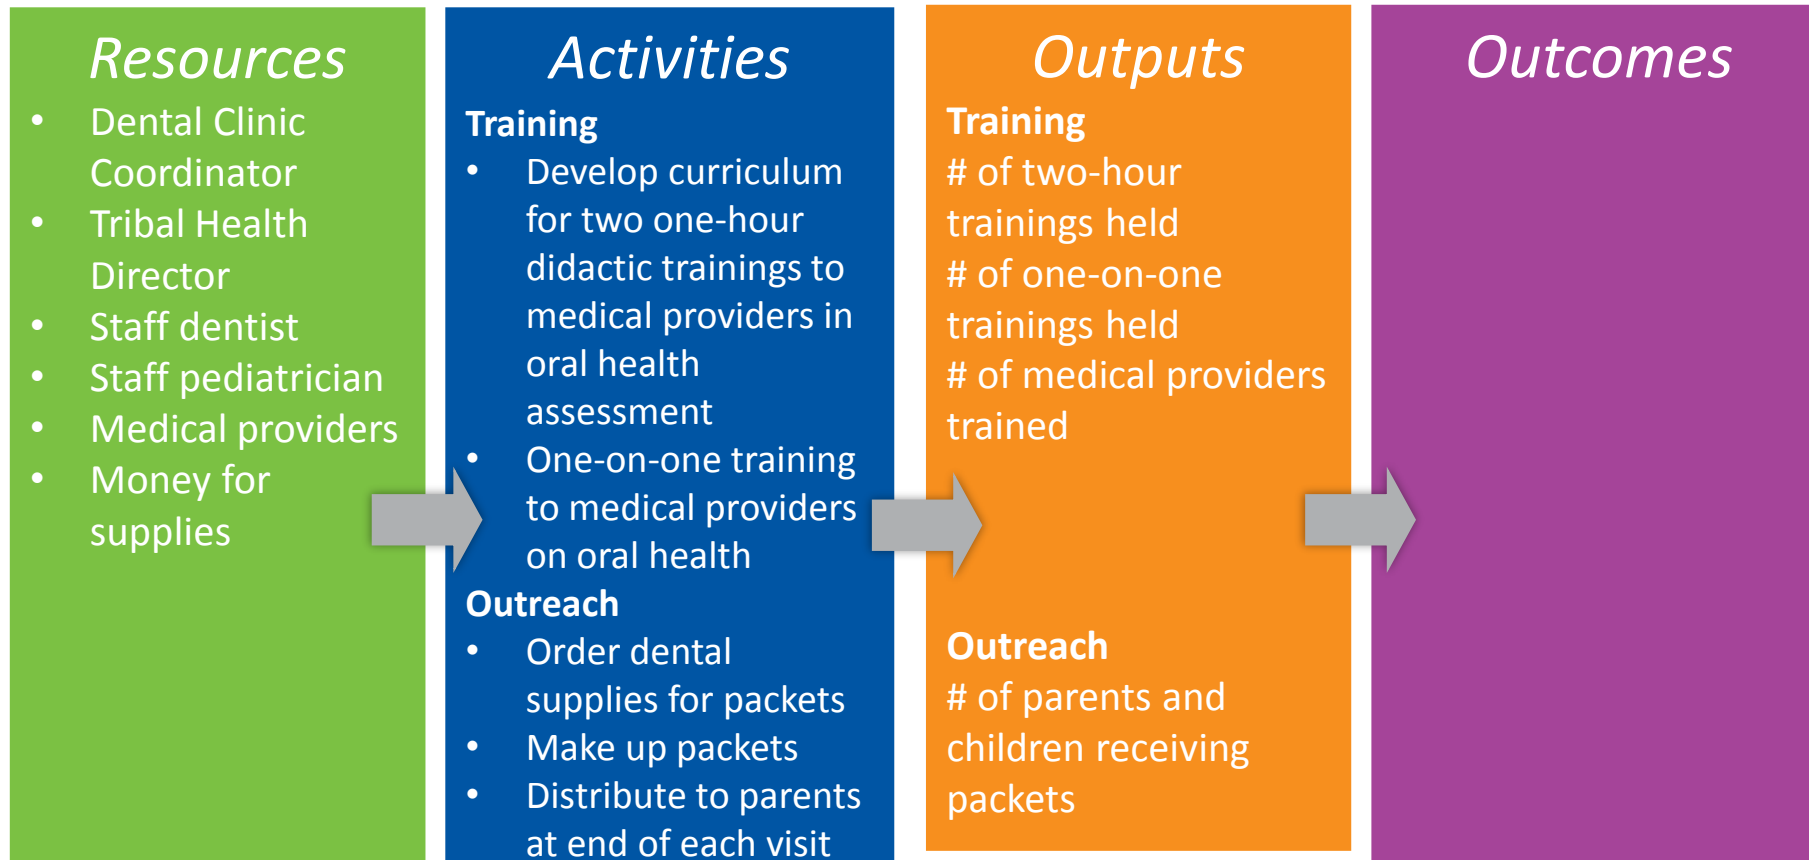 Resources
• Dental Clinic
Coordinator
• Tribal Health
Director
• Staff dentist
• Staff pediatrician
• Medical providers
• Money for
supplies
Activities
Training
• Develop curriculum
for two one-hour
didactic trainings to
medical providers in
oral health
assessment
• One-on-one training
to medical providers
on oral health
Outreach
• Order dental
supplies for packets
• Make up packets
• Distribute to parents
at end of each visit
Outputs
Training
# of two-hour
trainings held
# of one-on-one
trainings held
# of medical providers
trained
Outreach
# of parents and
children receiving
packets
Outcomes